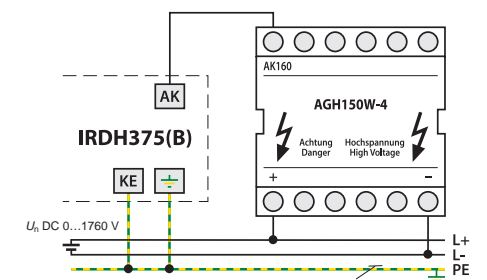 AK160
AK
AGH150W-4
IRDH375(B)
Achtung
Danger
Hochspannung
High Voltage
KE
+
–
Un DC 0…1760 V
L+
L-
PE